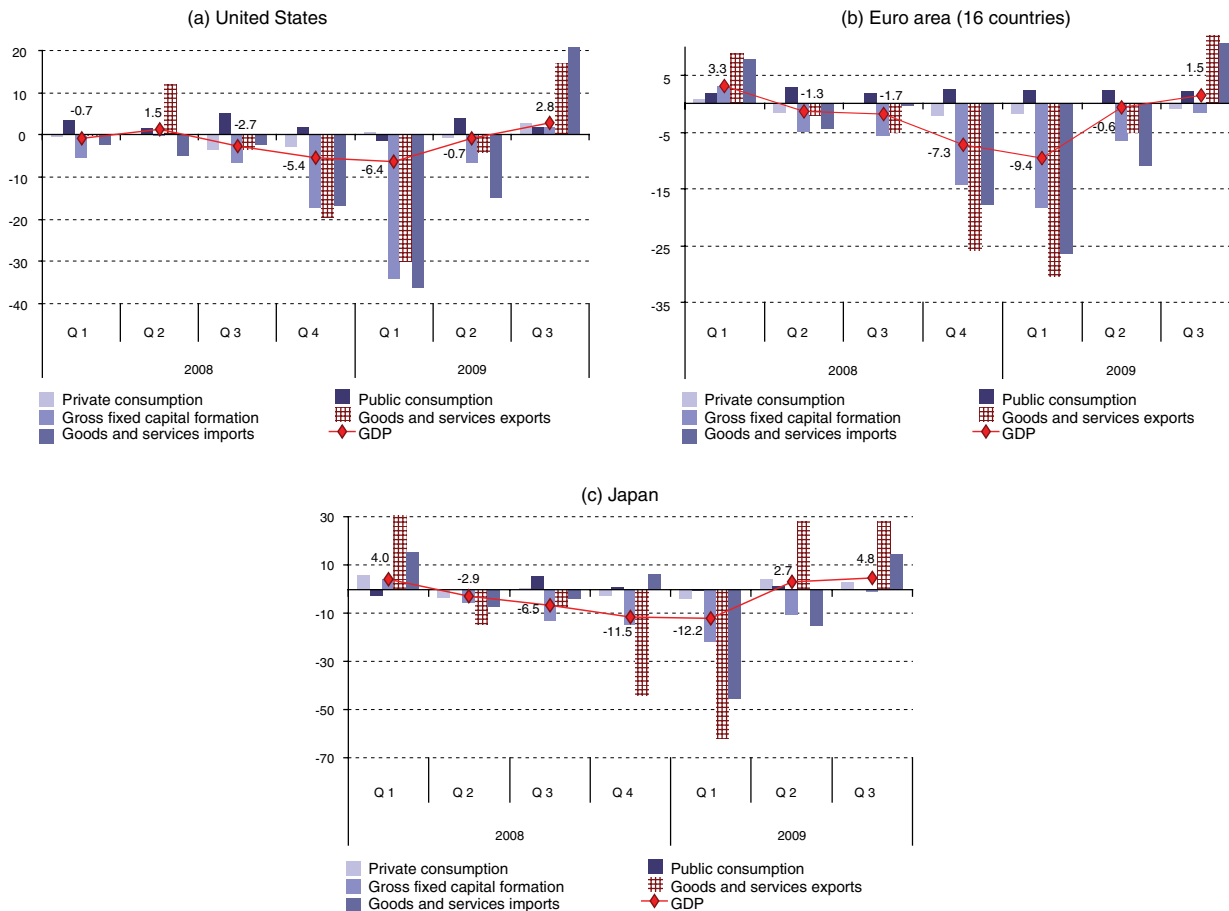 (a) United States
20
10
0
-10
-20
-30
-40
-0.7
1.5
-2.7
-5.4
-6.4
-0.7
2.8
Q 1
Q 2
Q 3
Q 4
Q 1
Q 2
Q 3
2008
2009
Private consumption
Public consumption
Gross fixed capital formation
Goods and services exports
Goods and services imports
GDP
(b) Euro area (16 countries)
5
-5
-15
-25
-35
3.3
-1.3
-1.7
-7.3
-9.4
-0.6
1.5
Q 1
Q 2
Q 3
Q 4
Q 1
Q 2
Q 3
2008
2009
Private consumption
Public consumption
Gross fixed capital formation
Goods and services exports
Goods and services imports
GDP
(c) Japan
30
10
-10
-30
-50
-70
4.0
-2.9
-6.5
-11.5
-12.2
2.7
4.8
Q 1
Q 2
Q 3
Q 4
Q 1
Q 2
Q 3
2008
2009
Private consumption
Public consumption
Gross fixed capital formation
Goods and services exports
Goods and services imports
GDP